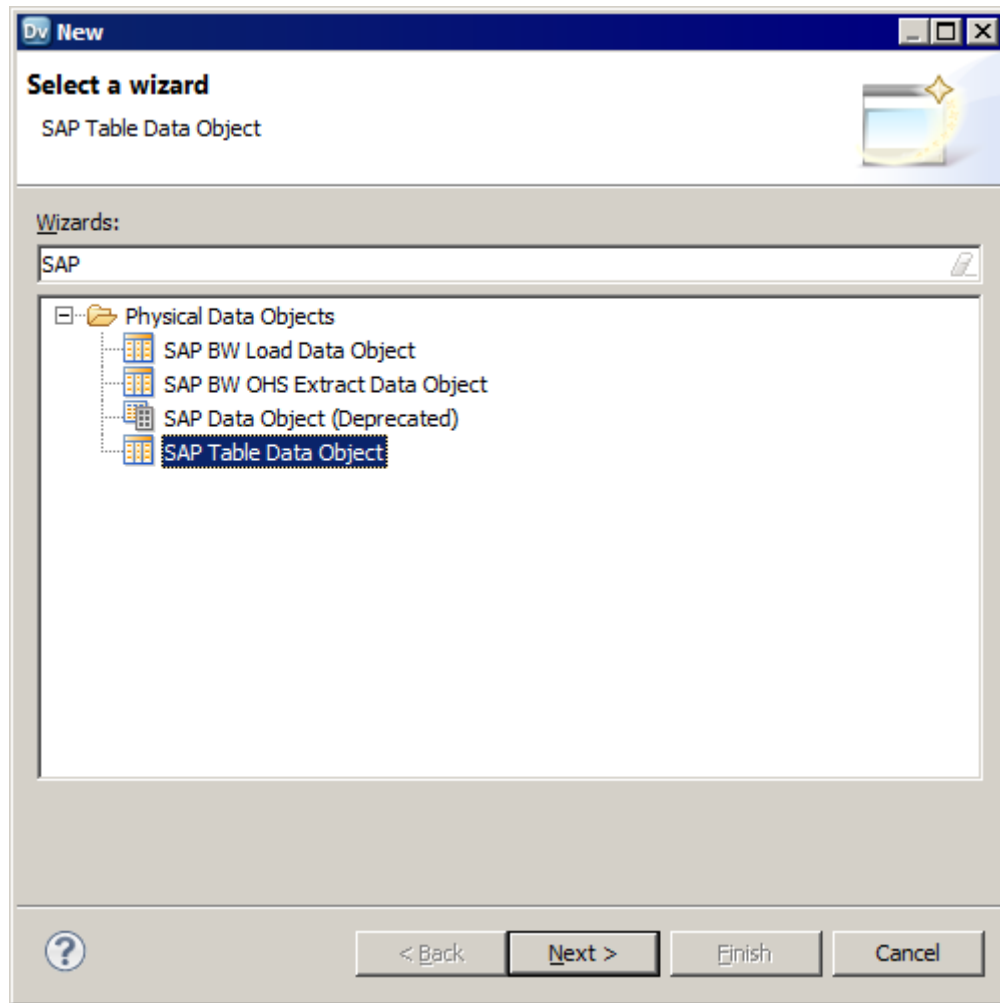 Dv New
Select a wizard
SAP Table Data Object
Wizards:
SAP
Physical Data Objects
SAP BW Load Data Object
SAP BW OHS Extract Data Object
SAP Data Object (Deprecated)
SAP Table Data Object
? < Back Next > Finish Cancel